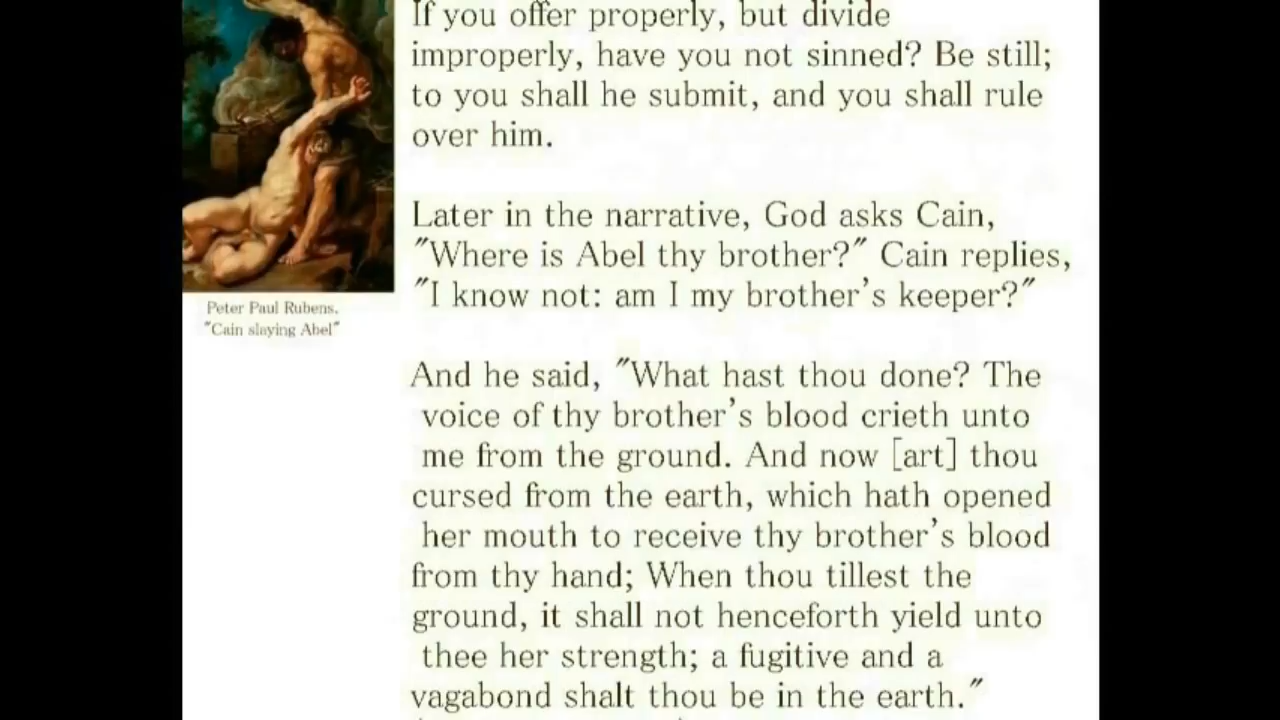 If you offer properly, but divide
improperly, have you not sinned? Be still;
to you shall he submit, and you shall rule
over him.
Later in the narrative, God asks Cain,
"Where is Abel thy brother?" Cain replies,
"I know not: am I my brother's keeper?"
Peter Paul Rubens.
"Cain slaying Abel"
And he said, "What hast thou done? The
voice of thy brother's blood crieth unto
me from the ground. And now [art] thou
cursed from the earth, which hath opened
her mouth to receive thy brother's blood
from thy hand; When thou tillest the
ground, it shall not henceforth yield unto
thee her strength; a fugitive and a
vagabond shalt thou be in the earth."